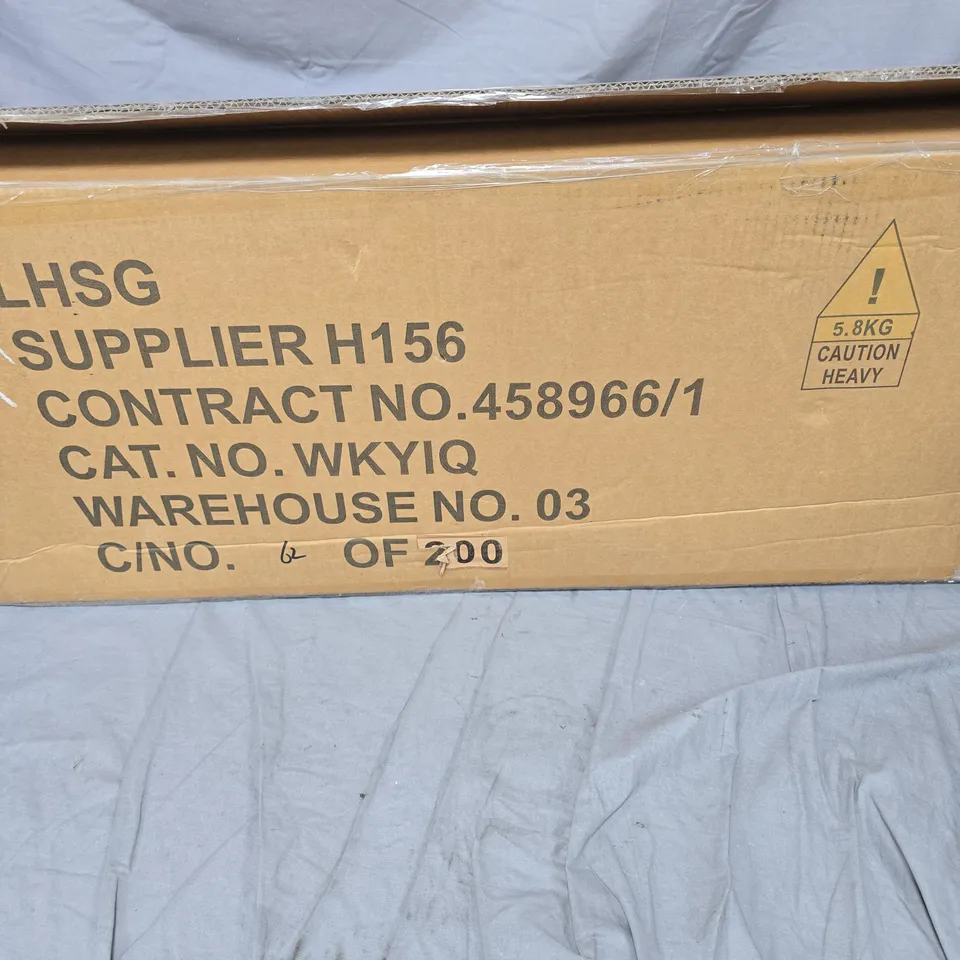 LHSG
SUPPLIER H156
CONTRACT NO.458966/1
CAT. NO. WKYIQ
WAREHOUSE NO. 03
C/NO. 62 OF 200
!
5.8KG
CAUTION
HEAVY